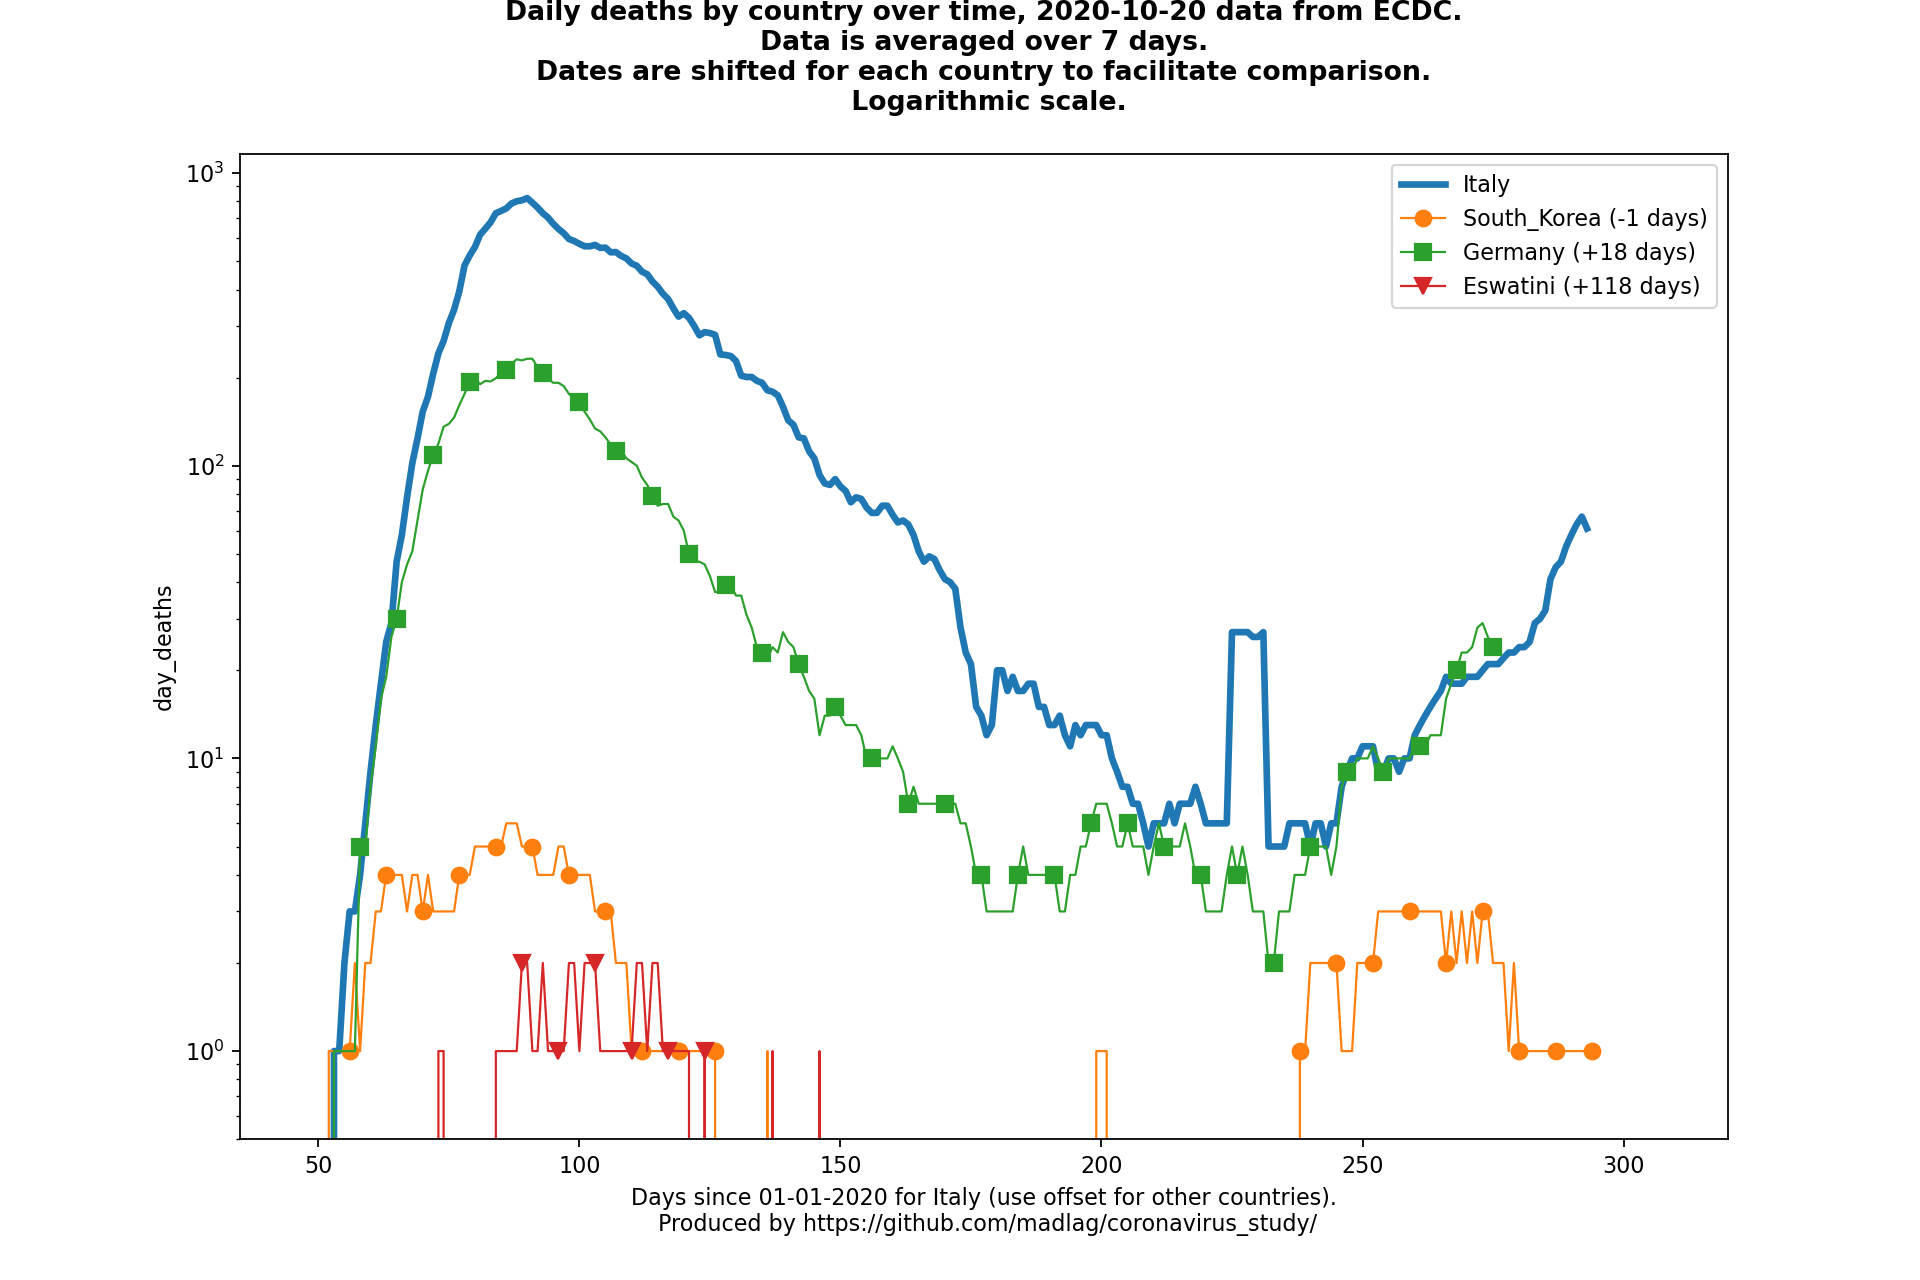 Daily deaths by country over time, 2020-10-20 data from ECDC.
Data is averaged over 7 days.
Dates are shifted for each country to facilitate comparison.
Logarithmic scale.
10³
Italy
South_Korea (-1 days)
Germany (+18 days)
Eswatini (+118 days)
10²
day_deaths
10¹
10⁰
50 100 150 200 250 300
Days since 01-01-2020 for Italy (use offset for other countries).
Produced by https://github.com/madlag/coronavirus_study/